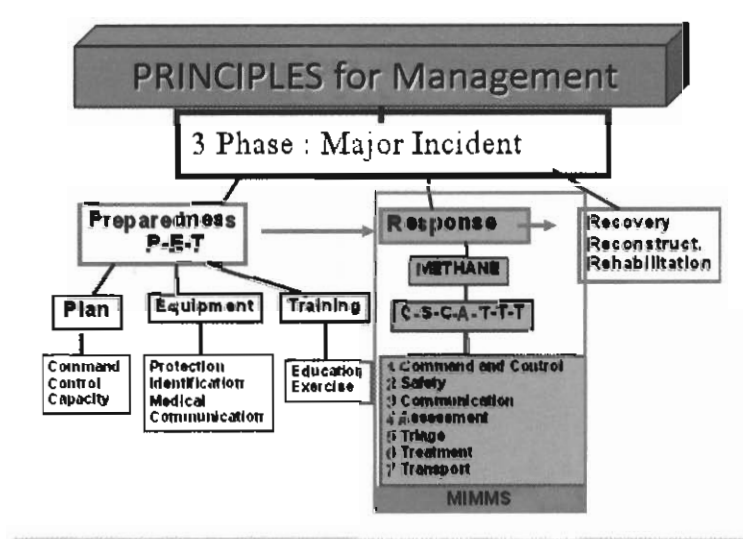 PRINCIPLES for Management
3 Phase : Major Incident
Preparedness
P-E-T
Response
Recovery
Reconstruct.
Rehabilitation
METHANE
C-S-C-A-T-T-T
Plan
Equipment
Training
Command
Control
Capacity
Protection
Identification
Medical
Communication
Education
Exercise
1 Command and Control
2 Safety
3 Communication
4 Assessment
5 Triage
6 Treatment
7 Transport
MIMMS